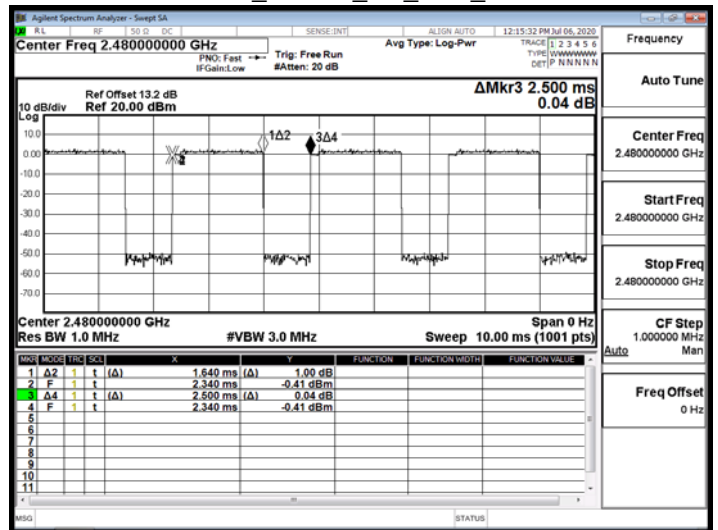 Agilent Spectrum Analyzer - Swept SA
RL RF 50 Ω DC SENSE:INT ALIGN AUTO 12:15:32 PM Jul 06, 2020
Center Freq 2.480000000 GHz
PNO: Fast
IFGain:Low
Trig: Free Run
#Atten: 20 dB
Avg Type: Log-Pwr
TRACE 1 2 3 4 5 6
TYPE WWWWWWW
DET P N N N N N
Frequency
Auto Tune
ΔMkr3 2.500 ms
0.04 dB
Ref Offset 13.2 dB
10 dB/div Ref 20.00 dBm
Log
10.0
0.00
-10.0
-20.0
-30.0
-40.0
-50.0
-60.0
-70.0
1Δ2
3Δ4
Center Freq
2.480000000 GHz
Start Freq
2.480000000 GHz
Stop Freq
2.480000000 GHz
CF Step
1.000000 MHz
Auto Man
Freq Offset
0 Hz
Center 2.480000000 GHz Span 0 Hz
Res BW 1.0 MHz #VBW 3.0 MHz Sweep 10.00 ms (1001 pts)
MKR MODE TRC SCL X Y FUNCTION FUNCTION WIDTH FUNCTION VALUE
1 Δ2 1 t (Δ) 1.640 ms (Δ) 1.00 dB
2 F 1 t 2.340 ms -0.41 dBm
3 Δ4 1 t (Δ) 2.500 ms (Δ) 0.04 dB
4 F 1 t 2.340 ms -0.41 dBm
5
6
7
8
9
10
11
MSG STATUS